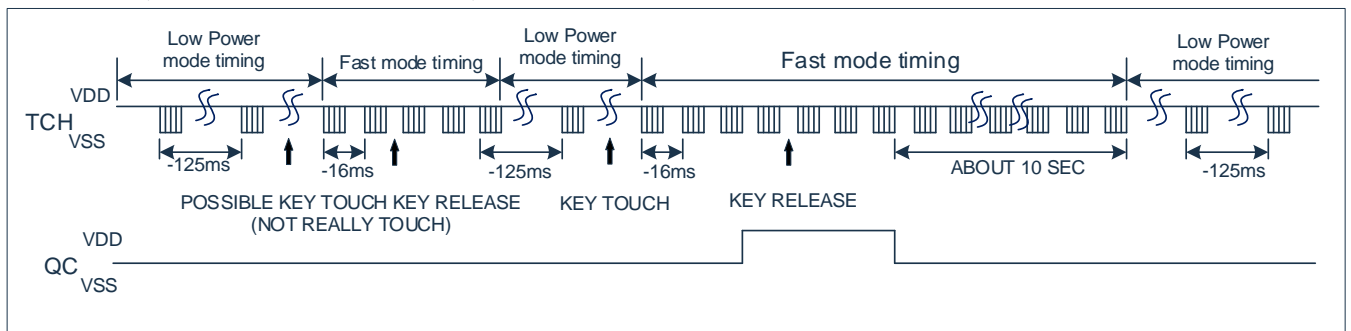 Low Power
mode timing
Fast mode timing
Low Power
mode timing
Fast mode timing
Low Power
mode timing
VDD
TCH
VSS
-125ms
-16ms
-125ms
-16ms
ABOUT 10 SEC
-125ms
POSSIBLE KEY TOUCH KEY RELEASE
(NOT REALLY TOUCH)
KEY TOUCH
KEY RELEASE
VDD
QC
VSS